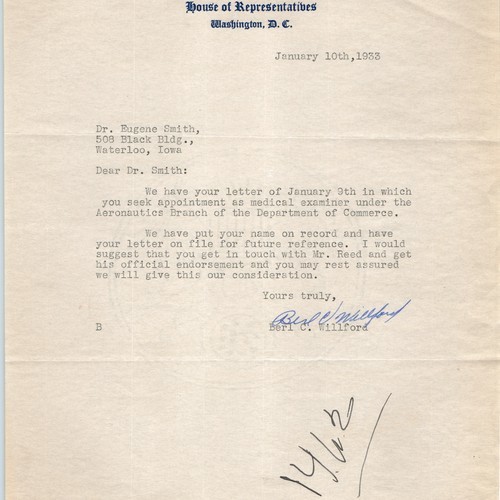 House of Representatives
Washington, D. C.
January 10th,1933
Dr. Eugene Smith,
508 Black Bldg.,
Waterloo, Iowa
Dear Dr. Smith:
We have your letter of January 9th in which
you seek appointment as medical examiner under the
Aeronautics Branch of the Department of Commerce.
We have put your name on record and have
your letter on file for future reference. I would
suggest that you get in touch with Mr. Reed and get
his official endorsement and you may rest assured
we will give this our consideration.
Yours truly,
Berl C Willford
B Berl C. Willford